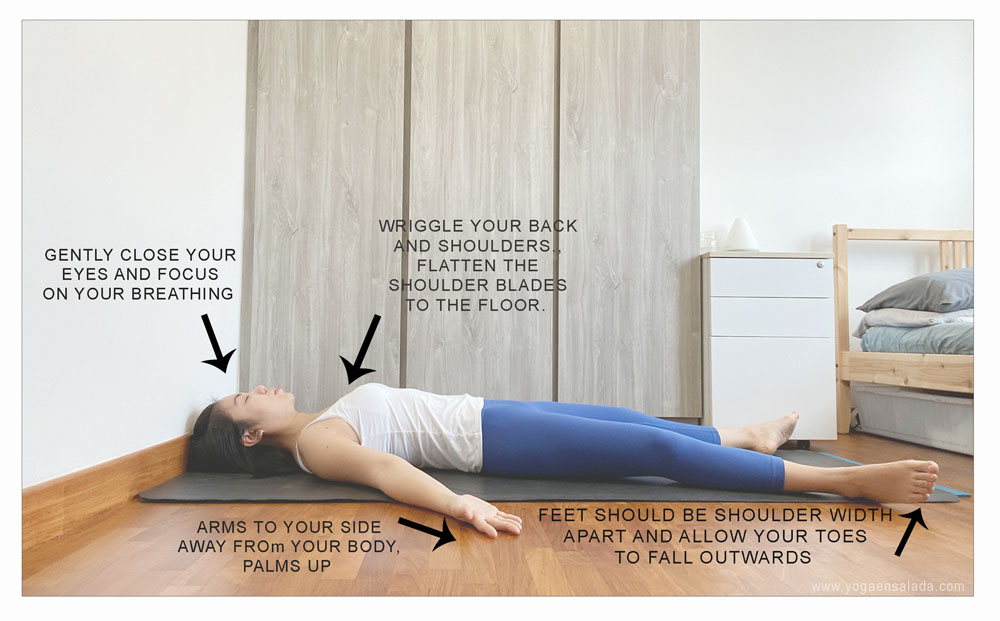 GENTLY CLOSE YOUR
EYES AND FOCUS
ON YOUR BREATHING
WRIGGLE YOUR BACK
AND SHOULDERS.,
FLATTEN THE
SHOULDER BLADES
TO THE FLOOR.
ARMS TO YOUR SIDE
AWAY FROm YOUR BODY,
PALMS UP
FEET SHOULD BE SHOULDER WIDTH
APART AND ALLOW YOUR TOES
TO FALL OUTWARDS
www.yogaensalada.com